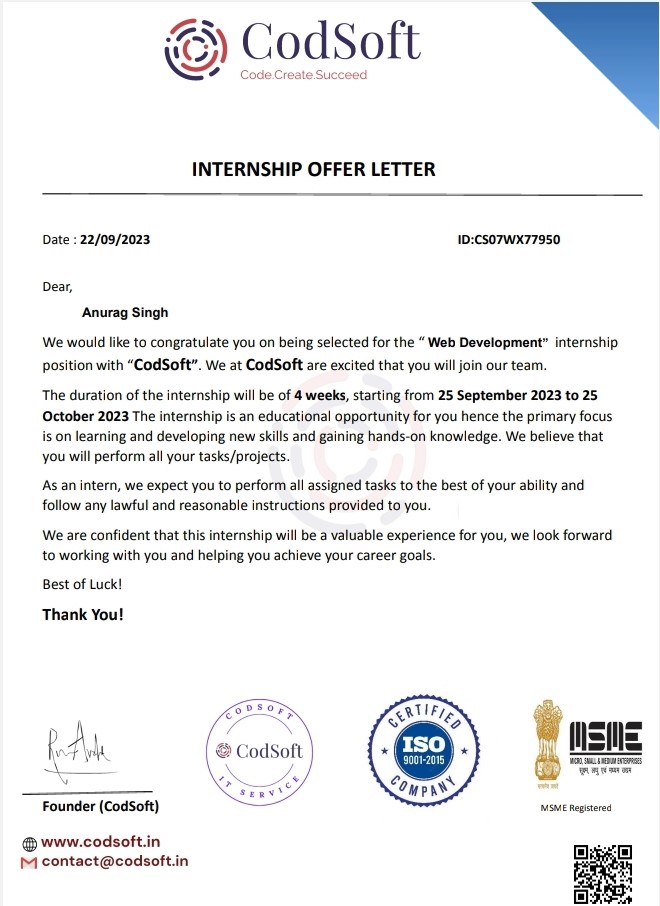 CodSoft
Code.Create.Succeed
INTERNSHIP OFFER LETTER
Date : 22/09/2023
ID:CS07WX77950
Dear,
Anurag Singh
We would like to congratulate you on being selected for the “ Web Development” internship
position with “CodSoft”. We at CodSoft are excited that you will join our team.
The duration of the internship will be of 4 weeks, starting from 25 September 2023 to 25
October 2023 The internship is an educational opportunity for you hence the primary focus
is on learning and developing new skills and gaining hands-on knowledge. We believe that
you will perform all your tasks/projects.
As an intern, we expect you to perform all assigned tasks to the best of your ability and
follow any lawful and reasonable instructions provided to you.
We are confident that this internship will be a valuable experience for you, we look forward
to working with you and helping you achieve your career goals.
Best of Luck!
Thank You!
CODSOFT
CodSoft
IT SERVICE
CERTIFIED
ISO
9001-2015
COMPANY
MSME
MICRO, SMALL & MEDIUM ENTERPRISES
सूक्ष्म, लघु एवं मध्यम उद्यम
सत्यमेव जयते
MSME Registered
Founder (CodSoft)
www.codsoft.in
contact@codsoft.in